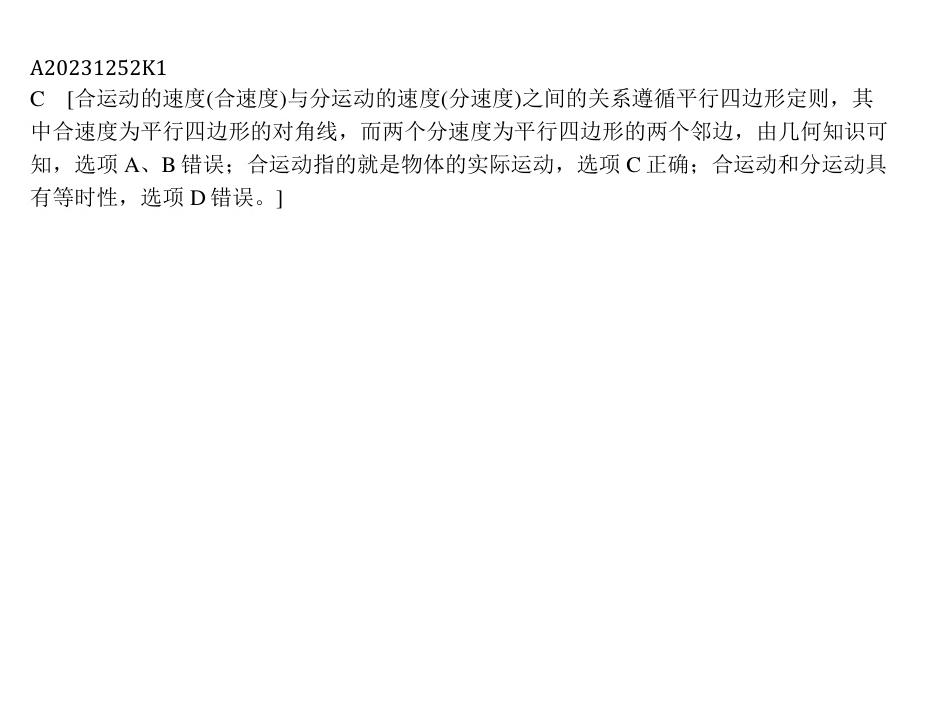 A20231252K1
C [合运动的速度(合速度)与分运动的速度(分速度)之间的关系遵循平行四边形定则，其
中合速度为平行四边形的对角线，而两个分速度为平行四边形的两个邻边，由几何知识可
知，选项 A、B 错误；合运动指的就是物体的实际运动，选项 C 正确；合运动和分运动具
有等时性，选项 D 错误。]